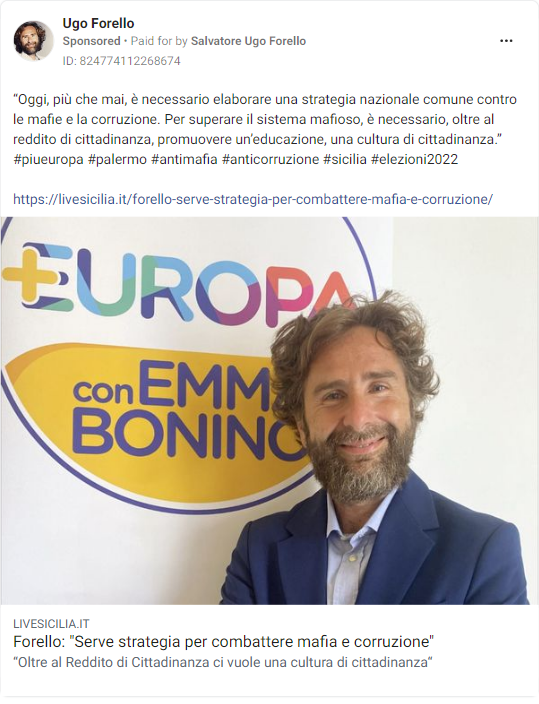 Ugo Forello
Sponsored • Paid for by Salvatore Ugo Forello
ID: 824774112268674
“Oggi, più che mai, è necessario elaborare una strategia nazionale comune contro
le mafie e la corruzione. Per superare il sistema mafioso, è necessario, oltre al
reddito di cittadinanza, promuovere un’educazione, una cultura di cittadinanza.”
#piueuropa #palermo #antimafia #anticorruzione #sicilia #elezioni2022
https://livesicilia.it/forello-serve-strategia-per-combattere-mafia-e-corruzione/
+EUROPA
con EMMA
BONINO
LIVESICILIA.IT
Forello: "Serve strategia per combattere mafia e corruzione"
“Oltre al Reddito di Cittadinanza ci vuole una cultura di cittadinanza”